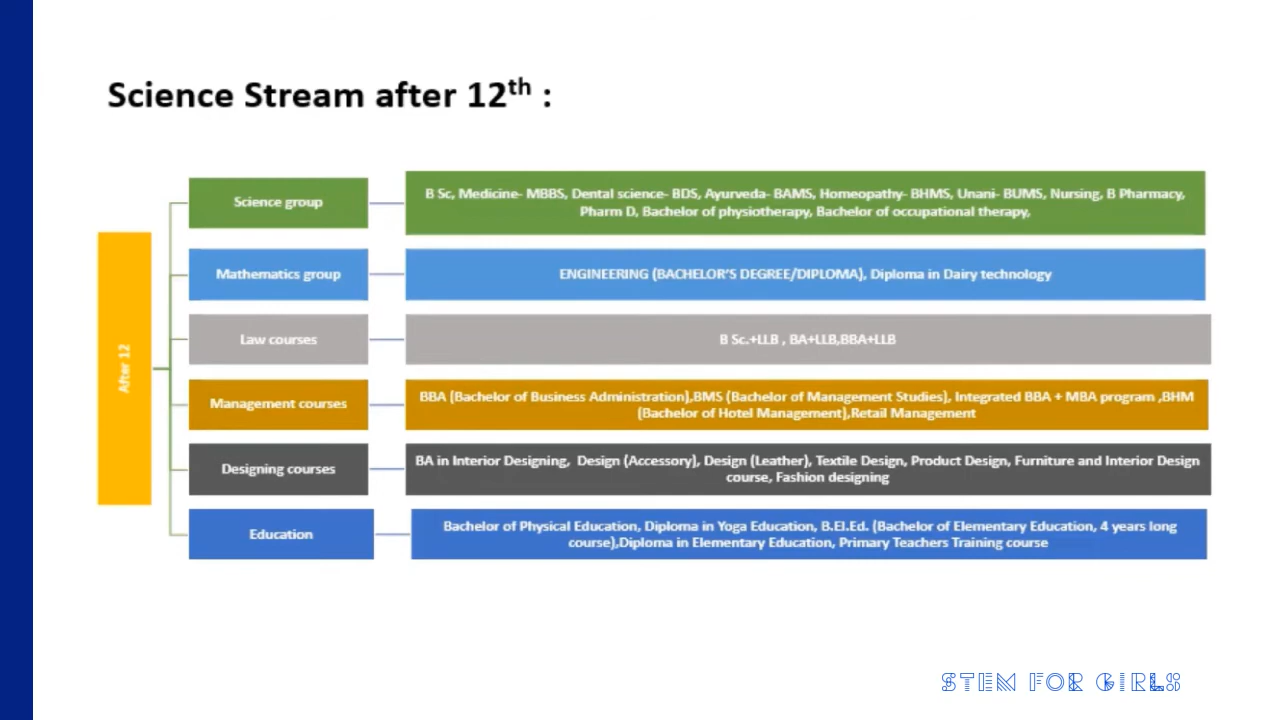 Science Stream after 12th :
After 12
Science group
B Sc, Medicine- MBBS, Dental science- BDS, Ayurveda- BAMS, Homeopathy- BHMS, Unani- BUMS, Nursing, B Pharmacy,
Pharm D, Bachelor of physiotherapy, Bachelor of occupational therapy,
Mathematics group
ENGINEERING (BACHELOR'S DEGREE/DIPLOMA), Diploma in Dairy technology
Law courses
B Sc.+LLB , BA+LLB,BBA+LLB
Management courses
BBA (Bachelor of Business Administration),BMS (Bachelor of Management Studies), Integrated BBA + MBA program ,BHM
(Bachelor of Hotel Management),Retail Management
Designing courses
BA in Interior Designing, Design (Accessory), Design (Leather), Textile Design, Product Design, Furniture and Interior Design
course, Fashion designing
Education
Bachelor of Physical Education, Diploma in Yoga Education, B.El.Ed. (Bachelor of Elementary Education, 4 years long
course),Diploma in Elementary Education, Primary Teachers Training course
STEM FOR GIRLS